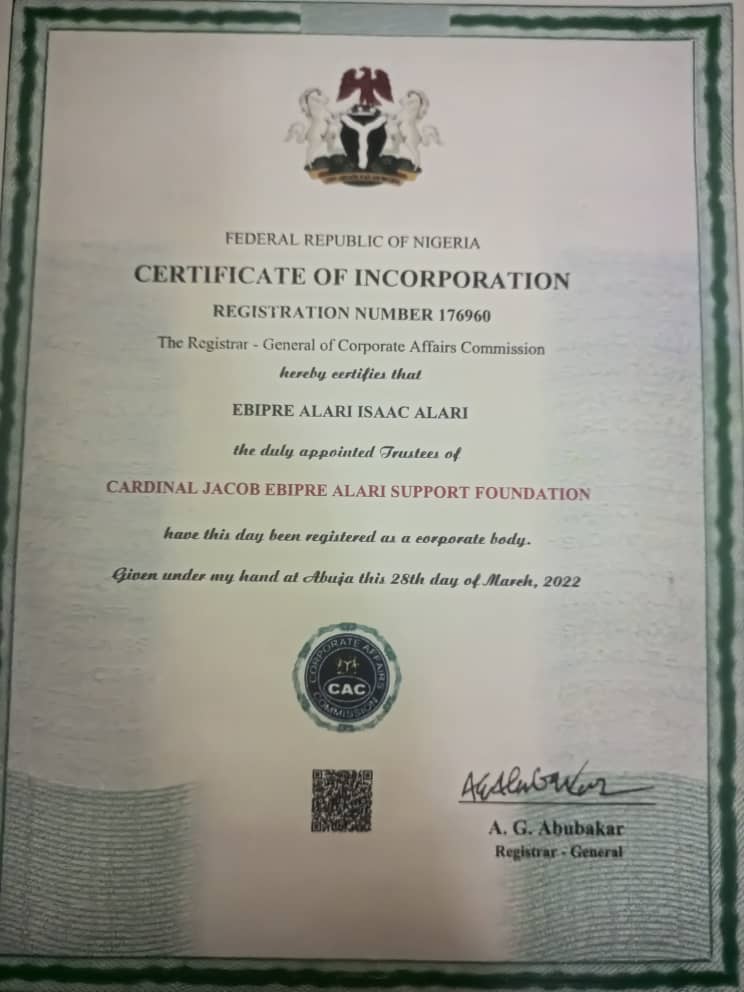 FEDERAL REPUBLIC OF NIGERIA
CERTIFICATE OF INCORPORATION
REGISTRATION NUMBER 176960
The Registrar - General of Corporate Affairs Commission
hereby certifies that
EBIPRE ALARI ISAAC ALARI
the duly appointed Trustees of
CARDINAL JACOB EBIPRE ALARI SUPPORT FOUNDATION
have this day been registered as a corporate body.
Given under my hand at Abuja this 28th day of March, 2022
CORPORATE AFFAIRS
CAC
COMMISSION
A. G. Abubakar
Registrar - General